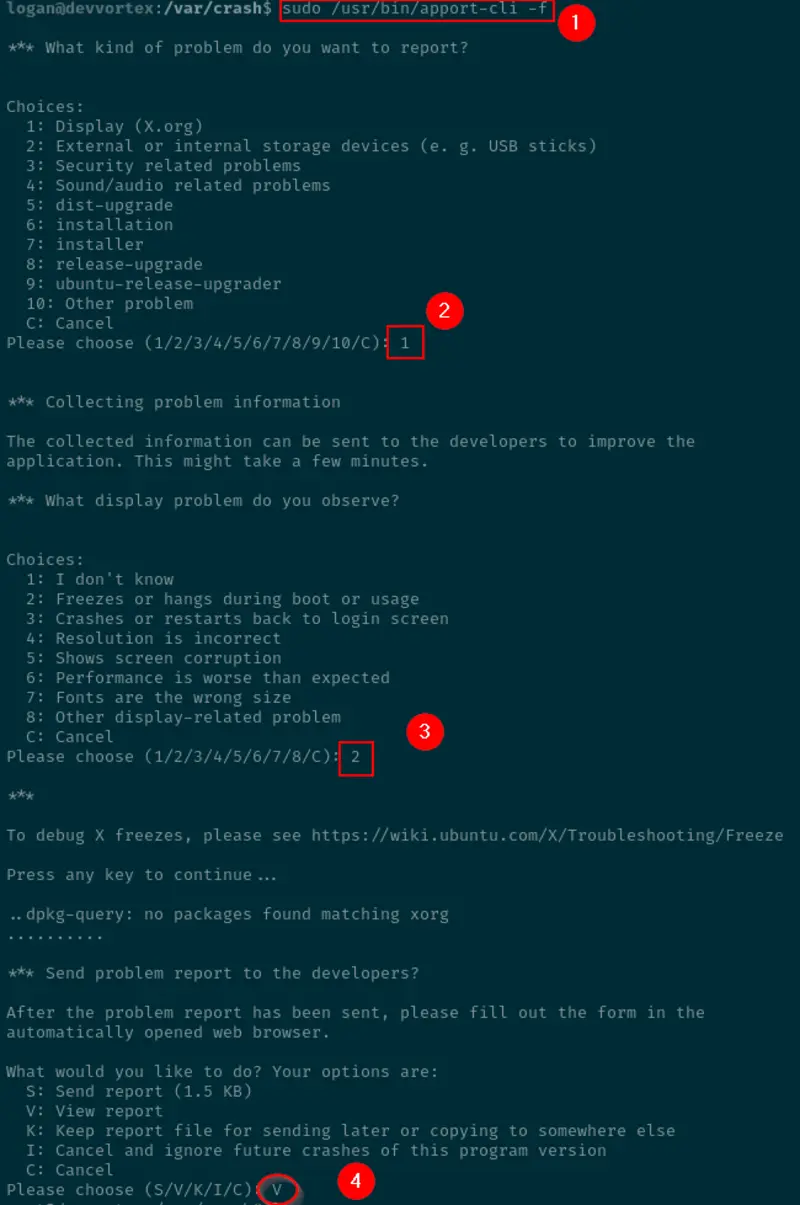 logan@devvortex:/var/crash$ sudo /usr/bin/apport-cli -f
1
*** What kind of problem do you want to report?
Choices:
1: Display (X.org)
2: External or internal storage devices (e. g. USB sticks)
3: Security related problems
4: Sound/audio related problems
5: dist-upgrade
6: installation
7: installer
8: release-upgrade
9: ubuntu-release-upgrader
10: Other problem
C: Cancel
2
Please choose (1/2/3/4/5/6/7/8/9/10/C): 1
*** Collecting problem information
The collected information can be sent to the developers to improve the
application. This might take a few minutes.
*** What display problem do you observe?
Choices:
1: I don't know
2: Freezes or hangs during boot or usage
3: Crashes or restarts back to login screen
4: Resolution is incorrect
5: Shows screen corruption
6: Performance is worse than expected
7: Fonts are the wrong size
8: Other display-related problem
C: Cancel
3
Please choose (1/2/3/4/5/6/7/8/C): 2
***
To debug X freezes, please see https://wiki.ubuntu.com/X/Troubleshooting/Freeze
Press any key to continue...
..dpkg-query: no packages found matching xorg
..........
*** Send problem report to the developers?
After the problem report has been sent, please fill out the form in the
automatically opened web browser.
What would you like to do? Your options are:
S: Send report (1.5 KB)
V: View report
K: Keep report file for sending later or copying to somewhere else
I: Cancel and ignore future crashes of this program version
C: Cancel
Please choose (S/V/K/I/C): V
4